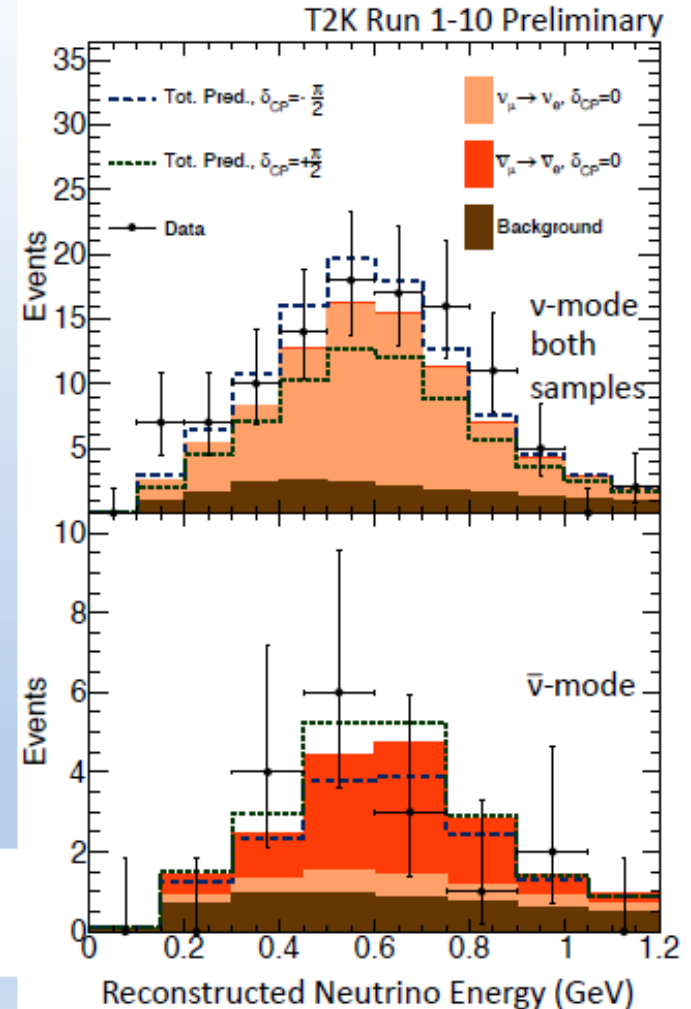 T2K Run 1-10 Preliminary
35
30
25
20
15
10
5
Events
Tot. Pred., δCP=- π/2
Tot. Pred., δCP=+π/2
Data
νμ → νe, δCP=0
ν̅μ → ν̅e, δCP=0
Background
ν-mode
both
samples
10
8
6
4
2
0
Events
ν̅-mode
0 0.2 0.4 0.6 0.8 1 1.2
Reconstructed Neutrino Energy (GeV)